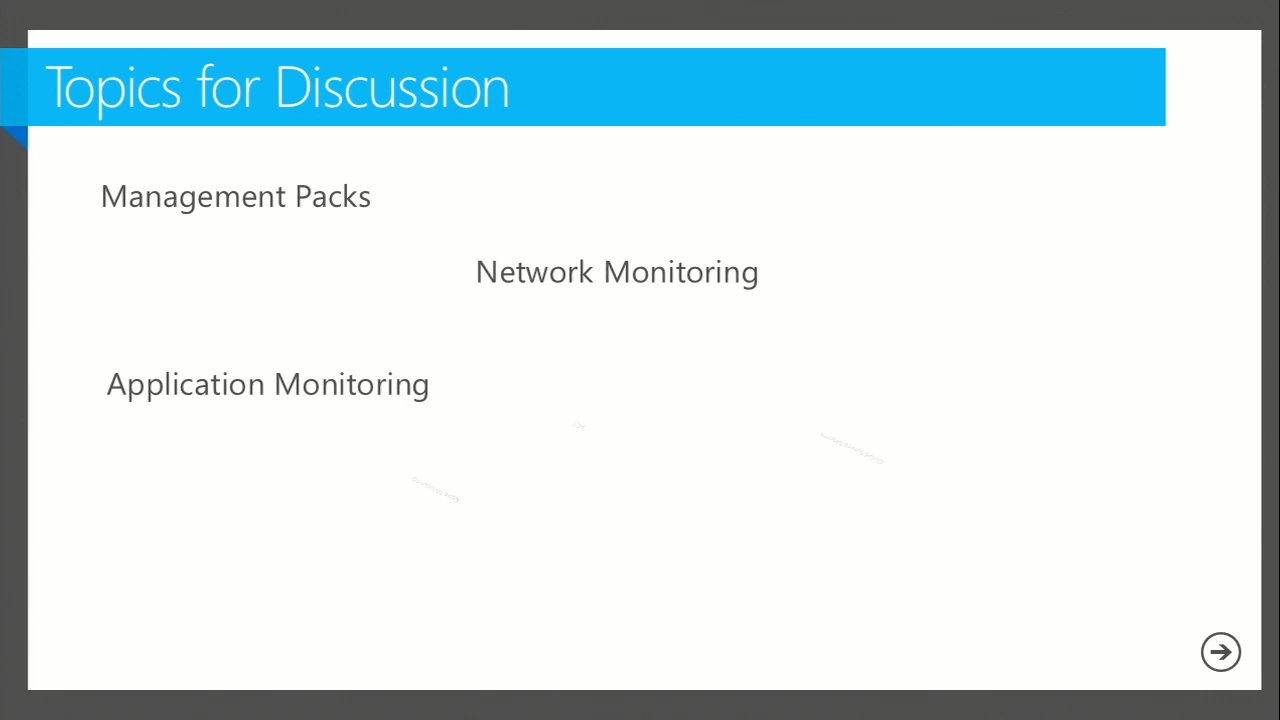 Topics for Discussion
Management Packs
Network Monitoring
Application Monitoring